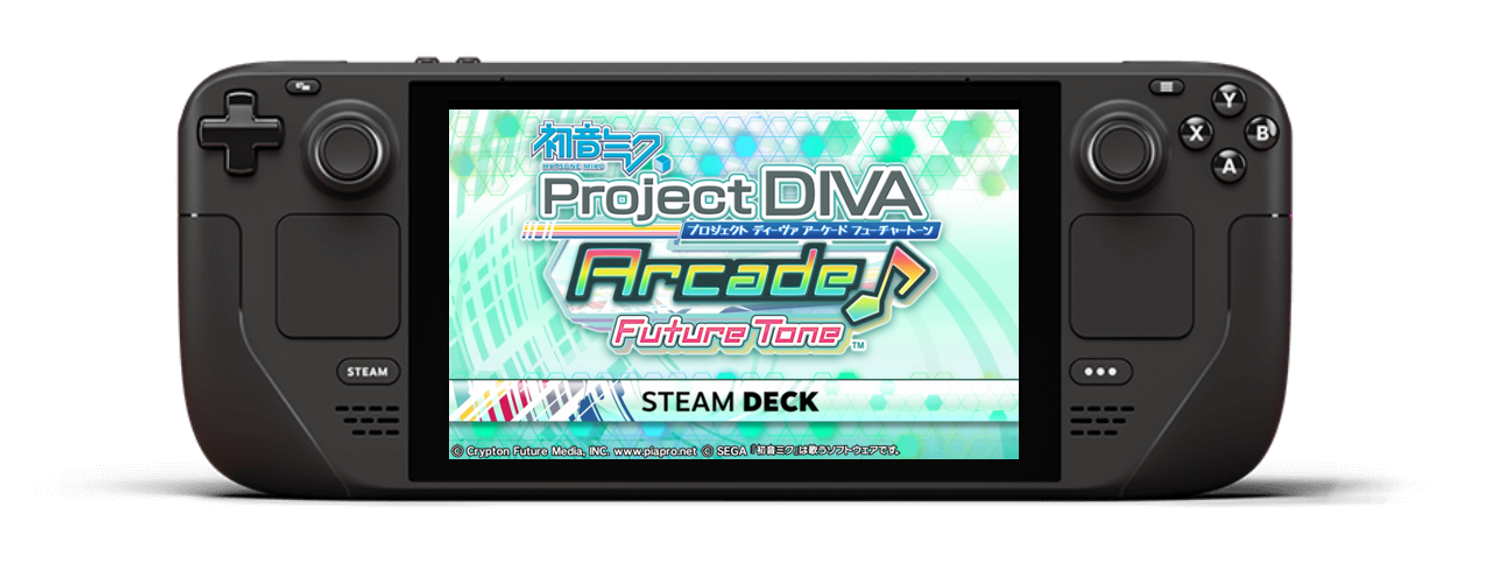 初音ミク
HATSUNE MIKU
Project DIVA
プロジェクト ディーヴァ アーケード フューチャートーン
Arcade
Future Tone
TM
STEAM DECK
© Crypton Future Media, INC. www.piapro.net © SEGA 『初音ミク』は歌うソフトウェアです。
Y
X
B
A
STEAM